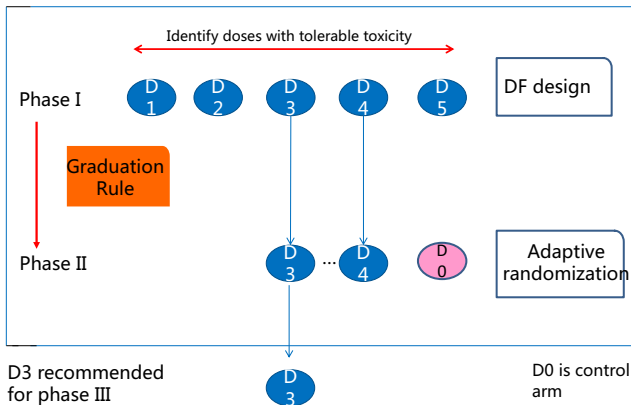 Identify doses with tolerable toxicity
Phase I
D
1
D
2
D
3
D
4
D
5
DF design
Graduation
Rule
Phase II
D
3
...
D
4
D
0
Adaptive
randomization
D3 recommended
for phase III
D
3
D0 is control
arm